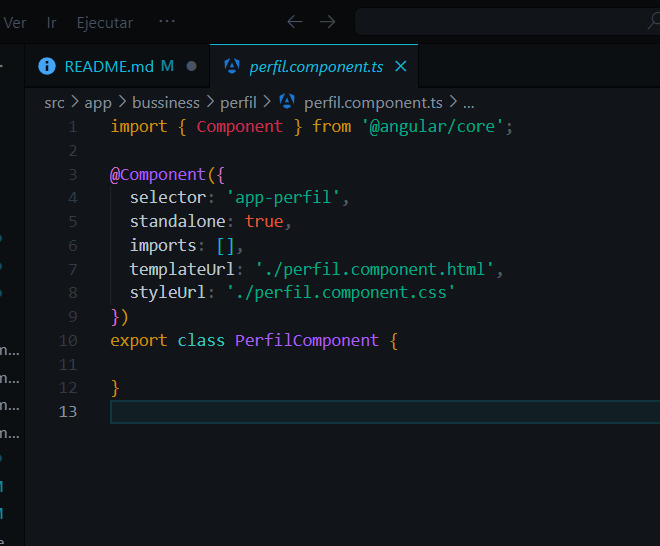 Ver Ir Ejecutar ···
README.md M ● perfil.component.ts ×
src > app > bussiness > perfil > perfil.component.ts > ...
1 import { Component } from '@angular/core';
2
3 @Component({
4 selector: 'app-perfil',
5 standalone: true,
6 imports: [],
7 templateUrl: './perfil.component.html',
8 styleUrl: './perfil.component.css'
9 })
10 export class PerfilComponent {
11
12 }
13
m...
m...
m...
m...
M
M